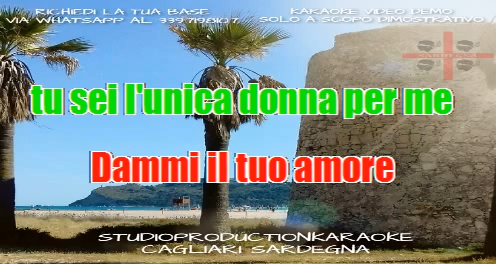 RICHIEDI LA TUA BASE
VIA WHATSAPP AL 3397198107
KARAOKE VIDEO DEMO
SOLO A SCOPO DIMOSTRATIVO
tu sei l'unica donna per me
Dammi il tuo amore
STUDIOPRODUCTIONKARAOKE
CAGLIARI SARDEGNA